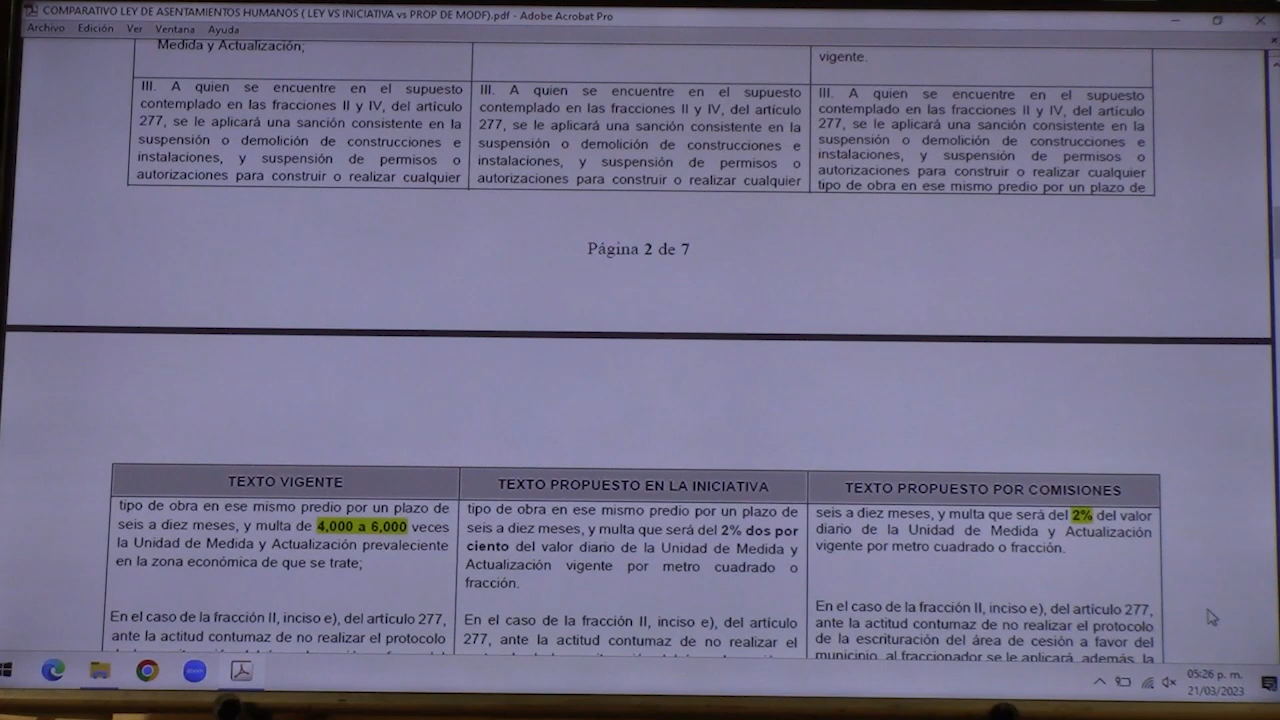 COMPARATIVO LEY DE ASENTAMIENTOS HUMANOS ( LEY VS INICIATIVA vs PROP DE MODF).pdf - Adobe Acrobat Pro
Archivo Edición Ver Ventana Ayuda
Medida y Actualización;
III. A quien se encuentre en el supuesto
contemplado en las fracciones II y IV, del artículo
277, se le aplicará una sanción consistente en la
suspensión o demolición de construcciones e
instalaciones, y suspensión de permisos o
autorizaciones para construir o realizar cualquier
III. A quien se encuentre en el supuesto
contemplado en las fracciones II y IV, del artículo
277, se le aplicará una sanción consistente en la
suspensión o demolición de construcciones e
instalaciones, y suspensión de permisos o
autorizaciones para construir o realizar cualquier
vigente.
III. A quien se encuentre en el supuesto
contemplado en las fracciones II y IV, del artículo
277, se le aplicará una sanción consistente en la
suspensión o demolición de construcciones e
instalaciones, y suspensión de permisos o
autorizaciones para construir o realizar cualquier
tipo de obra en ese mismo predio por un plazo de
Página 2 de 7
TEXTO VIGENTE
tipo de obra en ese mismo predio por un plazo de
seis a diez meses, y multa de 4,000 a 6,000 veces
la Unidad de Medida y Actualización prevaleciente
en la zona económica de que se trate;
En el caso de la fracción II, inciso e), del artículo 277,
ante la actitud contumaz de no realizar el protocolo
TEXTO PROPUESTO EN LA INICIATIVA
tipo de obra en ese mismo predio por un plazo de
seis a diez meses, y multa que será del 2% dos por
ciento del valor diario de la Unidad de Medida y
Actualización vigente por metro cuadrado o
fracción.
En el caso de la fracción II, inciso e), del artículo
277, ante la actitud contumaz de no realizar el
TEXTO PROPUESTO POR COMISIONES
seis a diez meses, y multa que será del 2% del valor
diario de la Unidad de Medida y Actualización
vigente por metro cuadrado o fracción.
En el caso de la fracción II, inciso e), del artículo 277,
ante la actitud contumaz de no realizar el protocolo
de la escrituración del área de cesión a favor del
municipio, al fraccionador se le aplicará además, la
05:26 p. m.
21/03/2023